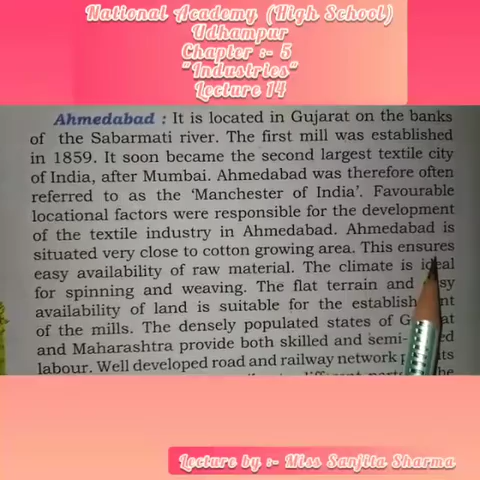 National Academy (High School)
Udhampur
Chapter :- 5
"Industries"
Lecture 14
Ahmedabad : It is located in Gujarat on the banks
of the Sabarmati river. The first mill was established
in 1859. It soon became the second largest textile city
of India, after Mumbai. Ahmedabad was therefore often
referred to as the 'Manchester of India'. Favourable
locational factors were responsible for the development
of the textile industry in Ahmedabad. Ahmedabad is
situated very close to cotton growing area. This ensures
easy availability of raw material. The climate is ideal
for spinning and weaving. The flat terrain and
availability of land is suitable for the
of the mills. The densely populated states of
and Maharashtra provide both skilled and
labour. Well developed road and railway network
Lecture by :- Miss Sanjita Sharma